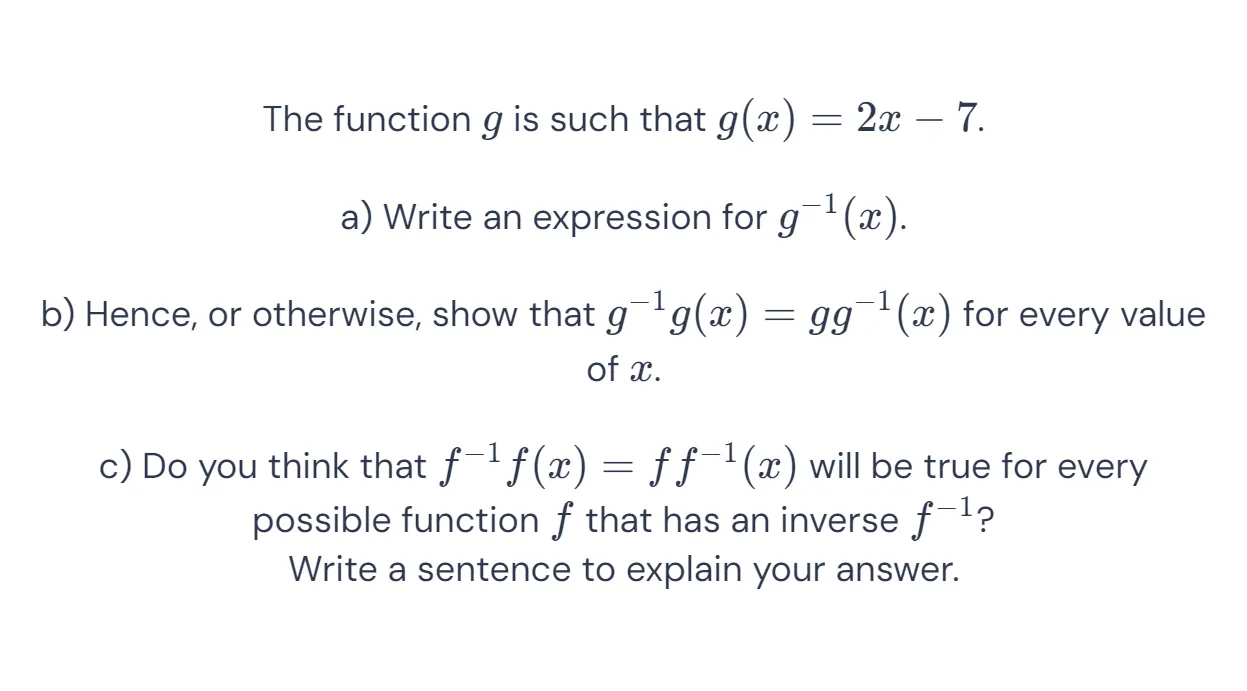 The function g is such that g(x) = 2x − 7.
a) Write an expression for g⁻¹(x).
b) Hence, or otherwise, show that g⁻¹g(x) = gg⁻¹(x) for every value
of x.
c) Do you think that f⁻¹f(x) = ff⁻¹(x) will be true for every
possible function f that has an inverse f⁻¹?
Write a sentence to explain your answer.